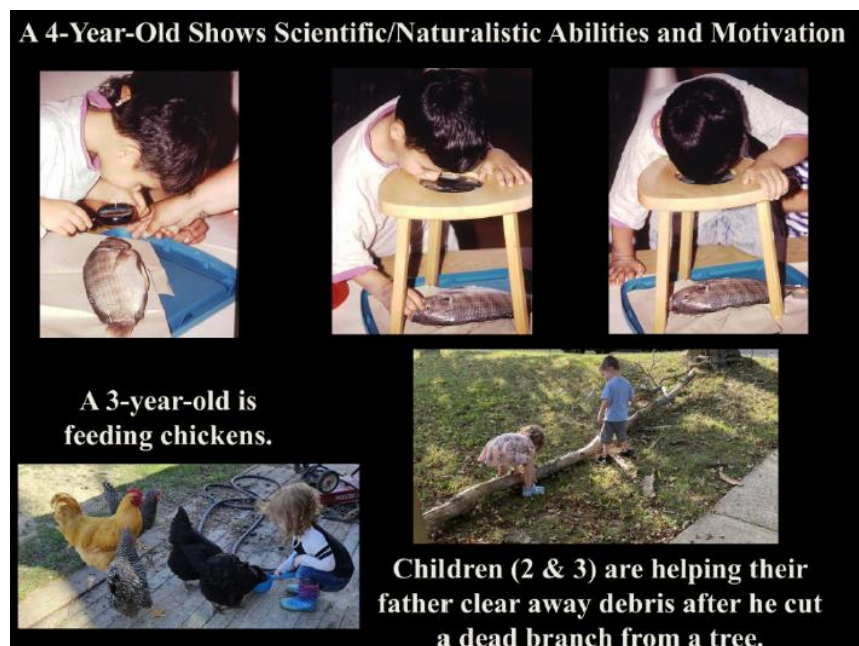 A 4-Year-Old Shows Scientific/Naturalistic Abilities and Motivation
A 3-year-old is
feeding chickens.
Children (2 & 3) are helping their
father clear away debris after he cut
a dead branch from a tree.